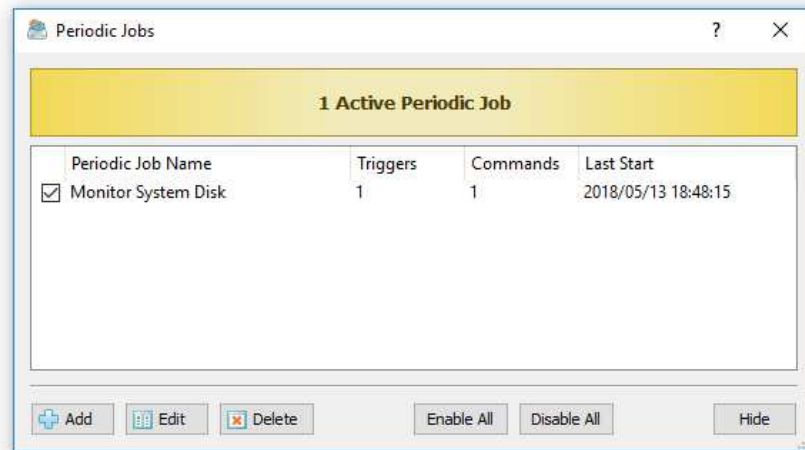 Periodic Jobs ?
1 Active Periodic Job
Periodic Job Name Triggers Commands Last Start
Monitor System Disk 1 1 2018/05/13 18:48:15
Add Edit Delete Enable All Disable All Hide